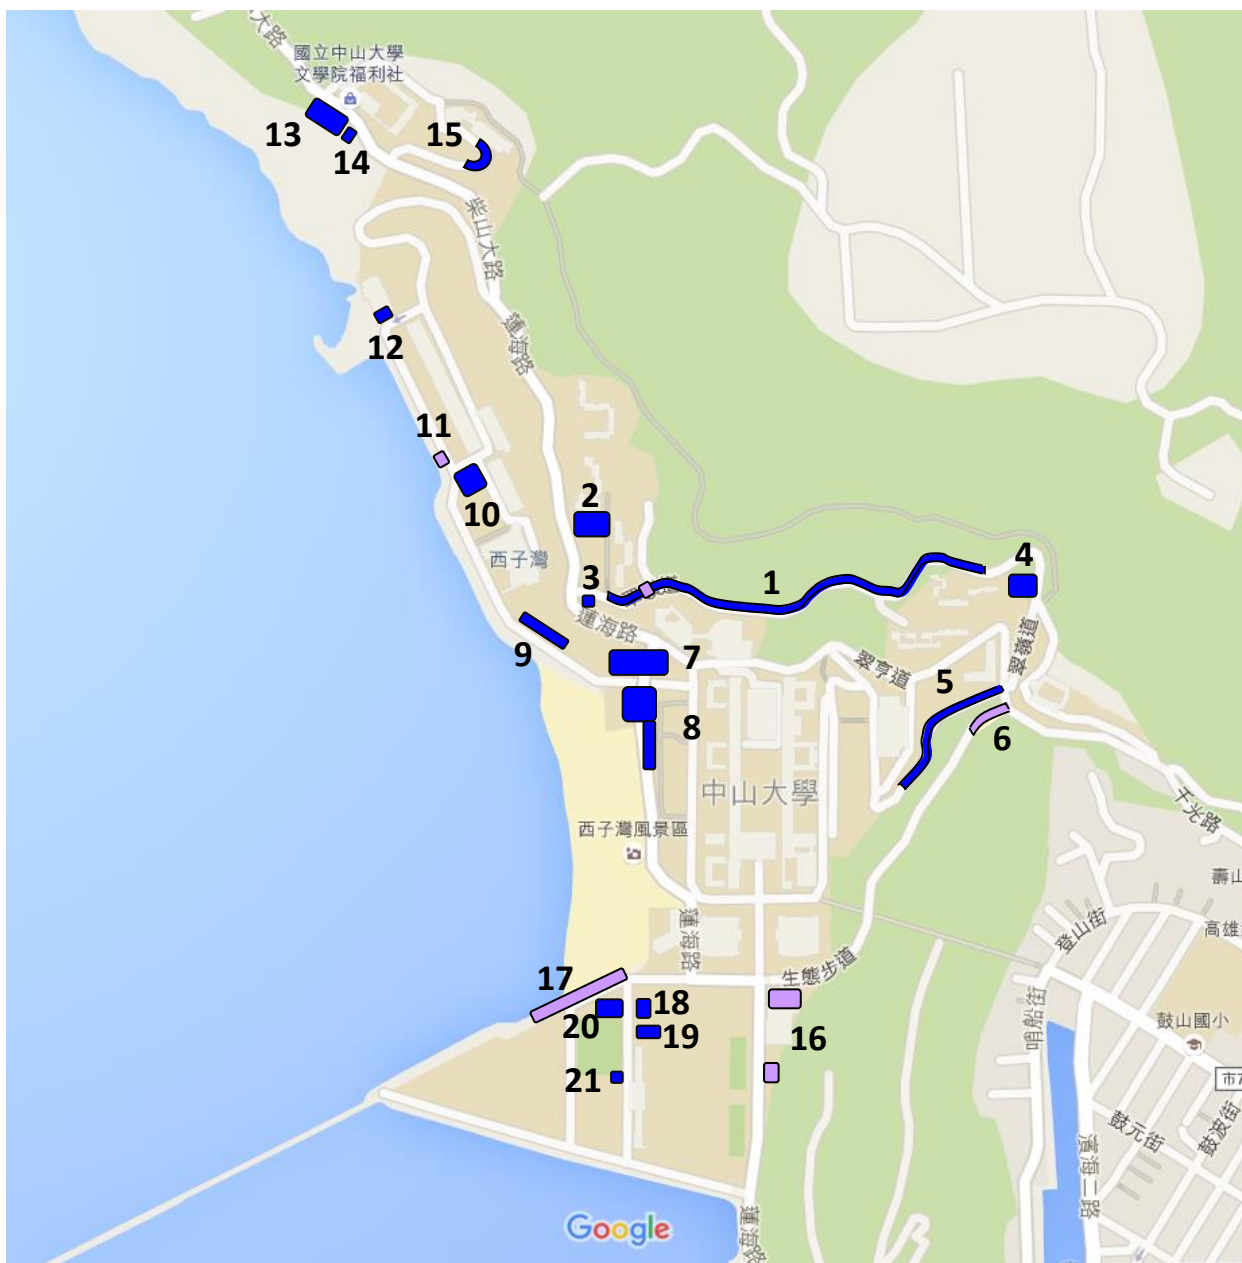 大路
國立中山大學
文學院福利社
13
14
15
柴山大路
蓮海路
12
11
10
2
西子灣
3
1
4
蓮海路
9
7
翠亨道
5
翠嶺道
6
8
中山大學
西子灣風景區
千光路
壽山
登山街
高雄
蓮海路
生態步道
17
18
20
19
16
21
哨船街
鼓山國小
市7
鼓元街
鼓波街
濱海二路
Google
蓮海路